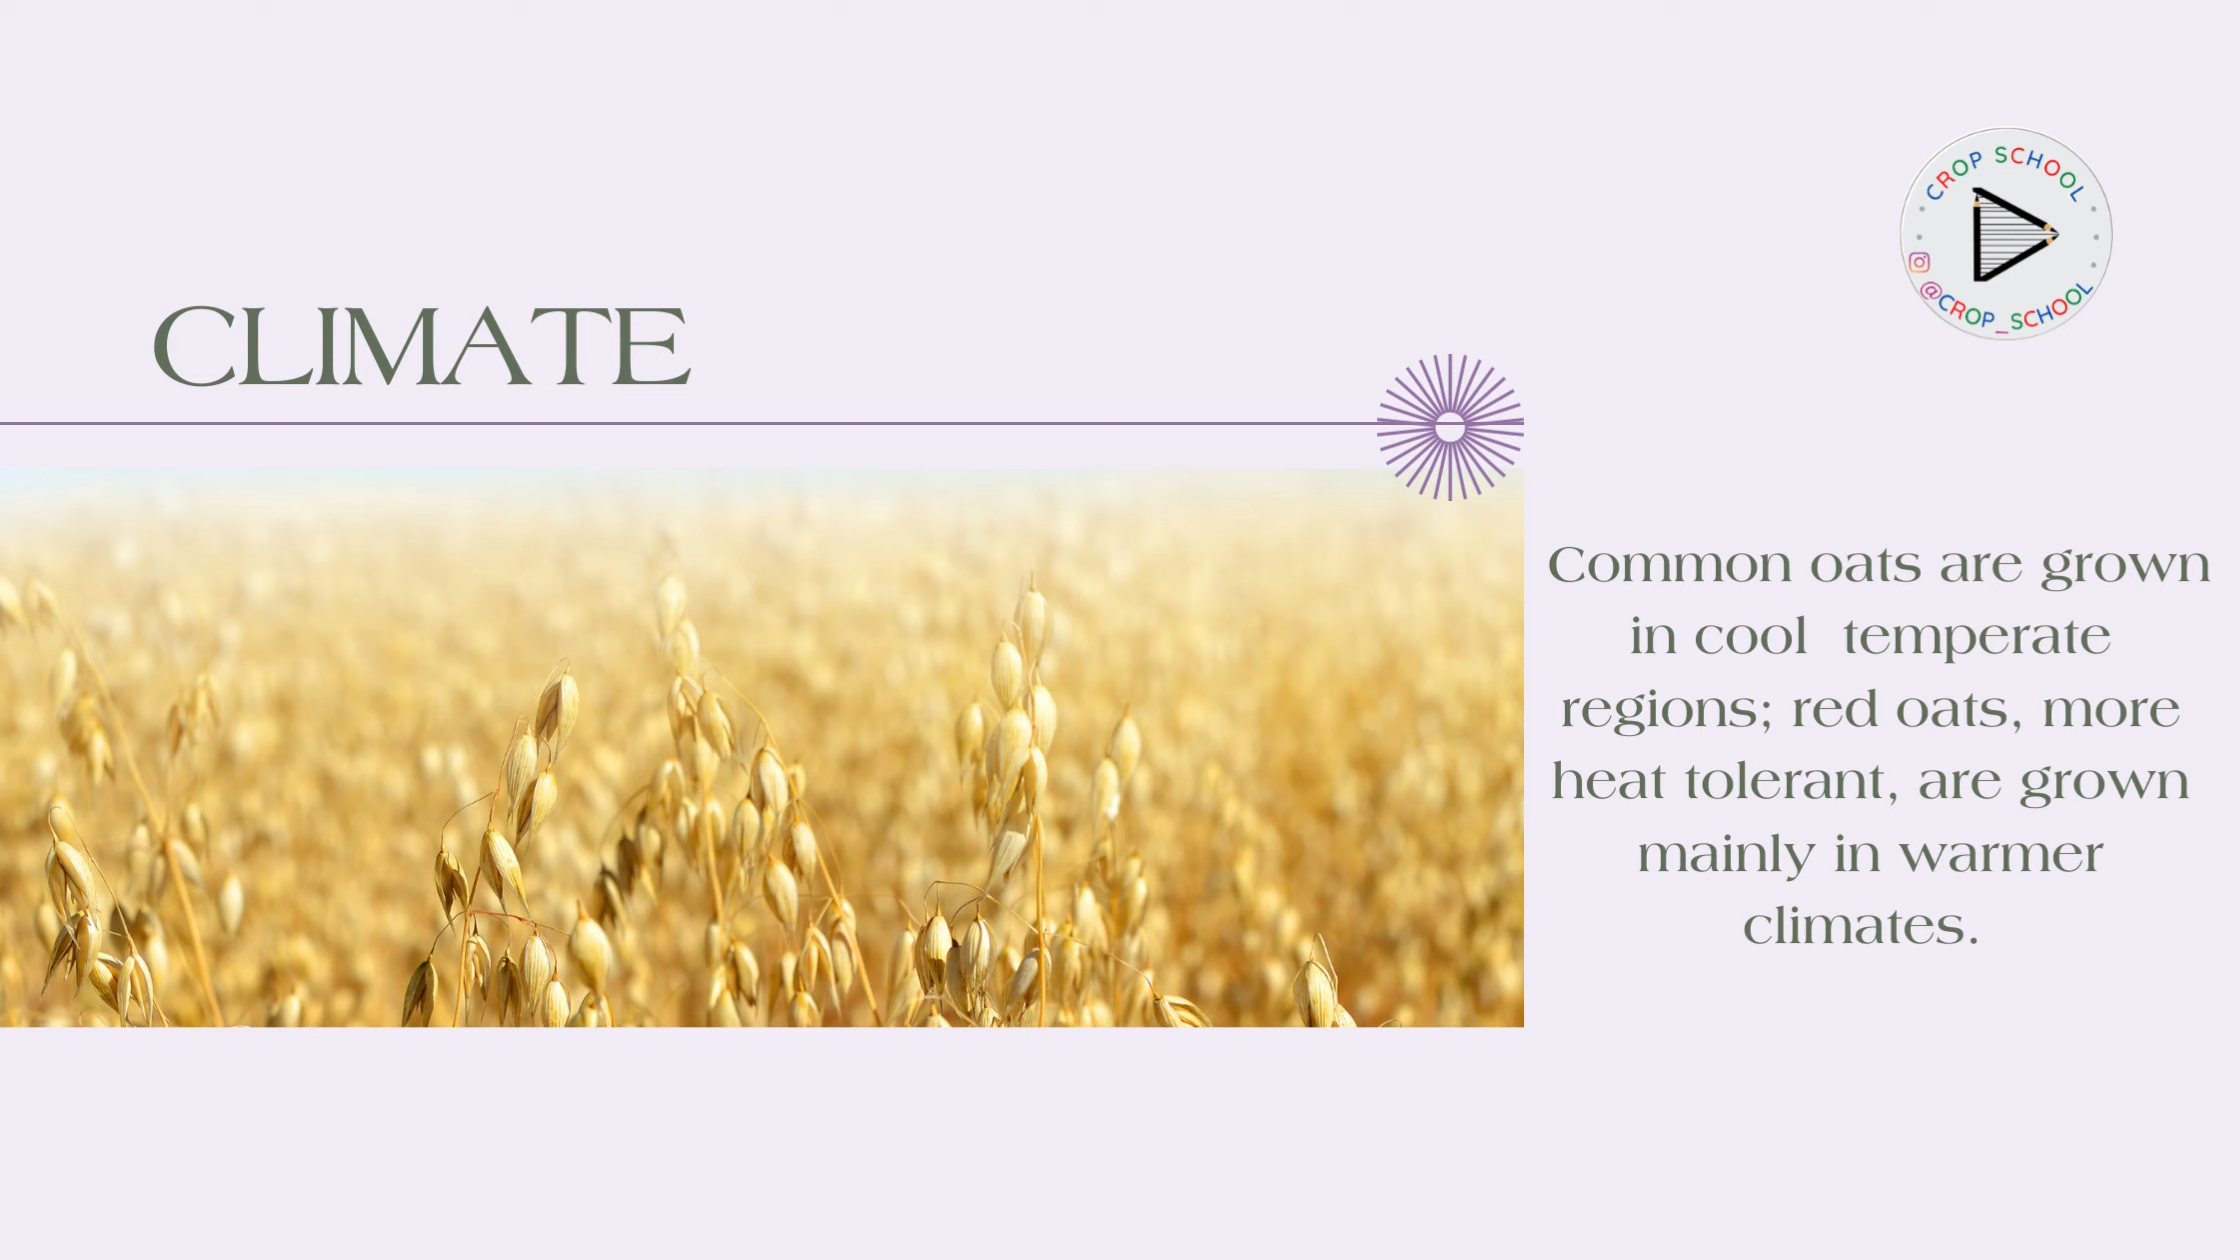 CROP SCHOOL
@CROP_SCHOOL
CLIMATE
Common oats are grown
in cool  temperate
regions; red oats, more
heat tolerant, are grown
mainly in warmer
climates.